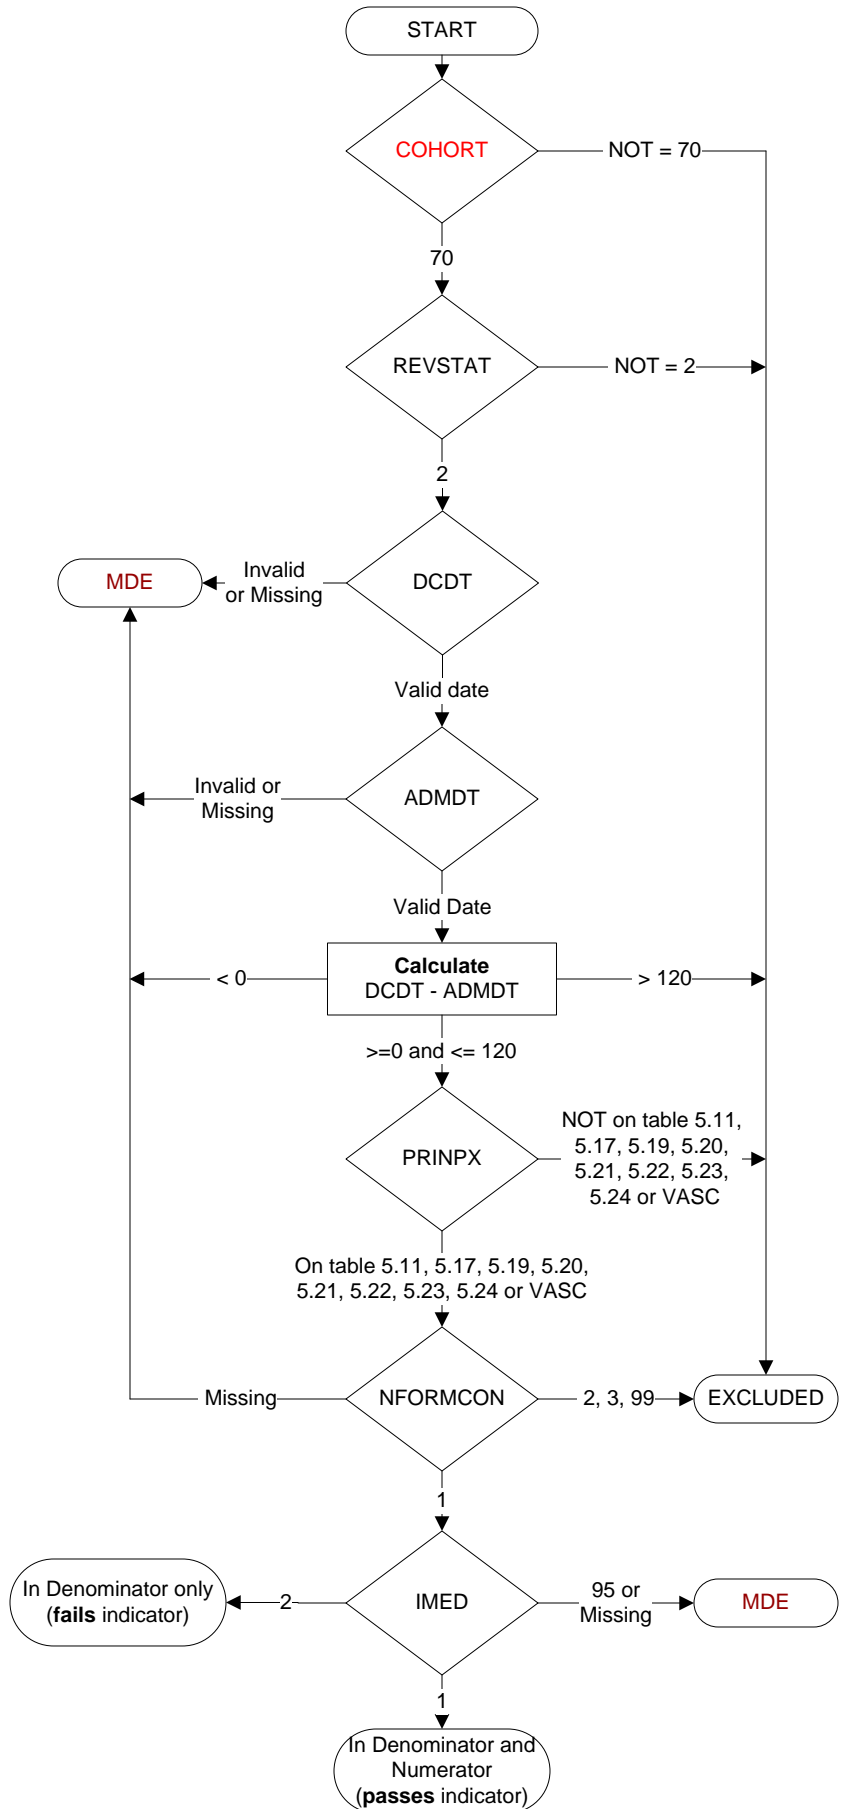 START
COHORT
NOT = 70
70
REVSTAT
NOT = 2
2
MDE
Invalid
or Missing
DCDT
Valid date
Invalid or
Missing
ADMDT
Valid Date
< 0
Calculate
DCDT - ADMDT
> 120
>=0 and <= 120
PRINPX
NOT on table 5.11,
5.17, 5.19, 5.20,
5.21, 5.22, 5.23,
5.24 or VASC
On table 5.11, 5.17, 5.19, 5.20,
5.21, 5.22, 5.23, 5.24 or VASC
Missing
NFORMCON
2, 3, 99
EXCLUDED
1
In Denominator only
(fails indicator)
2
IMED
95 or
Missing
MDE
1
In Denominator and
Numerator
(passes indicator)